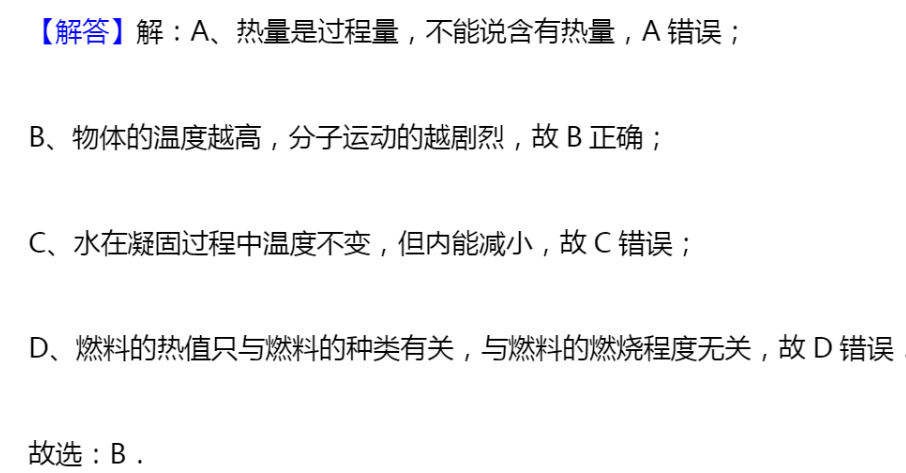 【解答】解：A、热量是过程量，不能说含有热量，A 错误；
B、物体的温度越高，分子运动的越剧烈，故 B 正确；
C、水在凝固过程中温度不变，但内能减小，故 C 错误；
D、燃料的热值只与燃料的种类有关，与燃料的燃烧程度无关，故 D 错误．
故选：B．